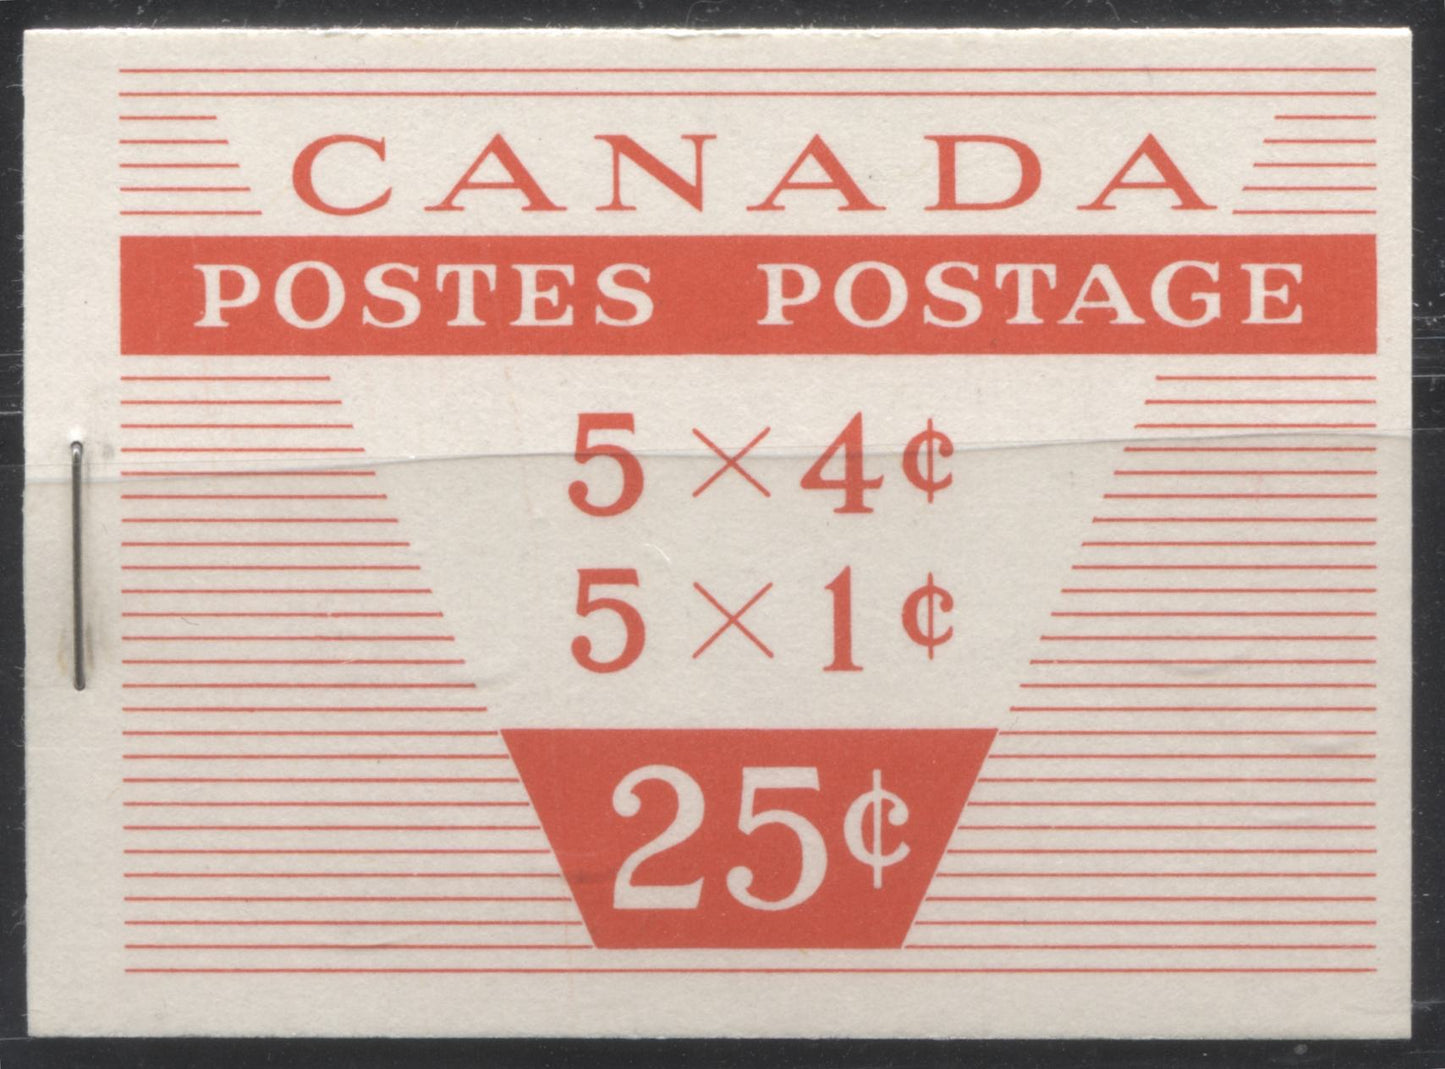 CANADA
POSTES POSTAGE
5 × 4¢
5 × 1¢
25¢